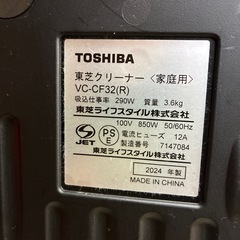 TOSHIBA
東芝クリーナー〈家庭用〉
VC-CF32(R)
吸込仕事率 290W 質量 3.6kg
東芝ライフスタイル株式会社
100V 850W 50/60Hz
電流ヒューズ 12A
製造番号 7147084
JET
PS
E
2024 年製
東芝ライフスタイル株式会社
MADE IN CHINA